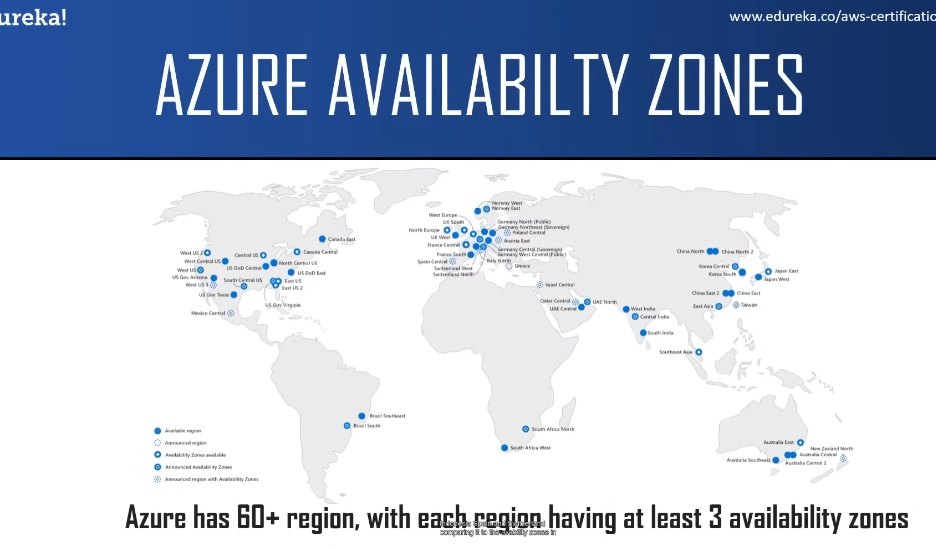 ureka!
www.edureka.co/aws-certificatio
AZURE AVAILABILTY ZONES
Norway West
Norway East
West Europe
UK South
North Europe
UK West
France Central
France South
Spain Central
Switzerland West
Switzerland North
Germany North (Public)
Germany Northeast (Sovereign)
Poland Central
Austria East
Germany Central (Sovereign)
Germany West Central (Public)
Italy North
Greece
Canada East
Canada Central
West US 2
West Central US
West US
US Gov Arizona
West US 3
US Gov Texas
Mexico Central
Central US
US DoD Central
South Central US
North Central US
US DoD East
East US
East US 2
US Gov Virginia
Israel Central
Qatar Central
UAE Central
UAE North
West India
Central India
South India
China North
China North 2
Korea Central
Korea South
Japan East
Japan West
China East 2
China East
East Asia
Taiwan
Southeast Asia
Brazil Southeast
Brazil South
South Africa North
South Africa West
Australia East
New Zealand North
Australia Central
Australia Southeast
Australia Central 2
Available region
Announced region
Availability Zones available
Announced Availability Zones
Announced region with Availability Zones
Azure has 60+ region, with each region having at least 3 availability zones
comparing it to the avability zones in